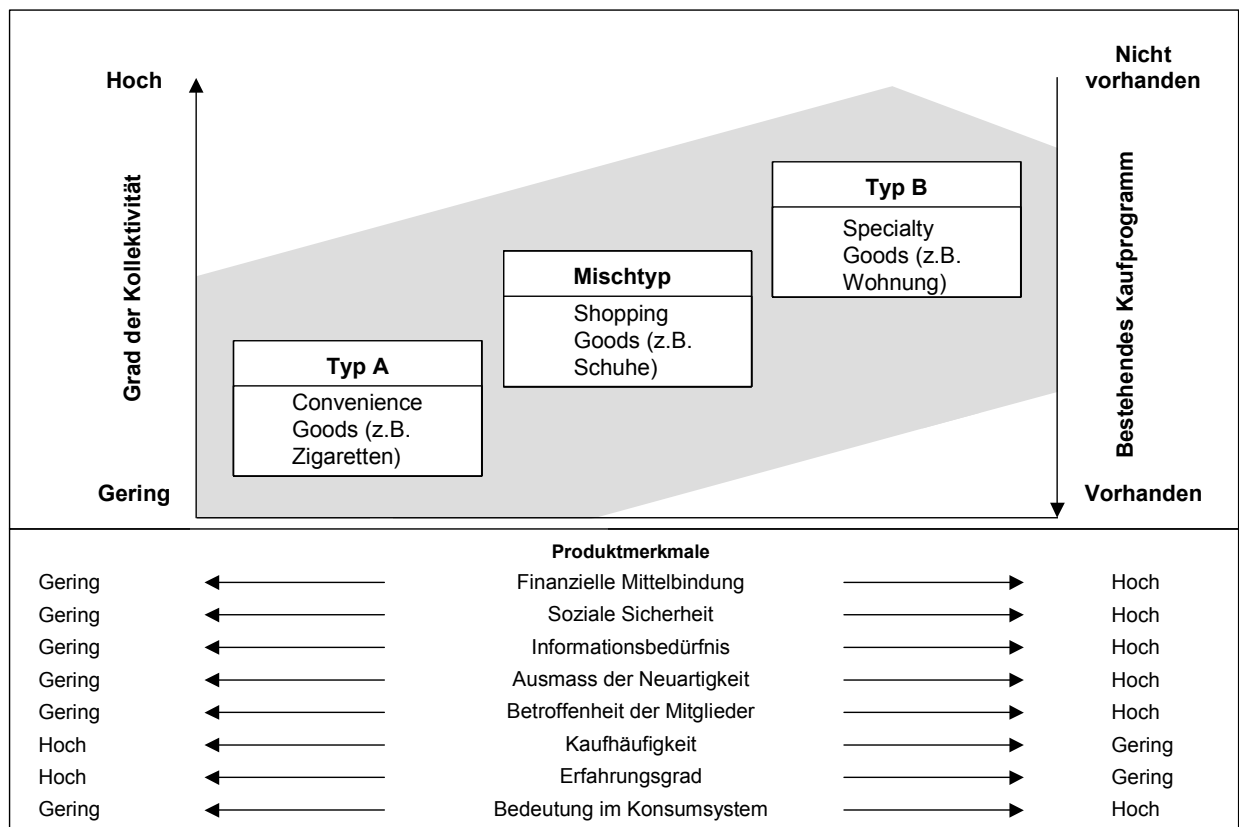 Hoch
Nicht
vorhanden
Grad der Kollektivität
Bestehendes Kaufprogramm
Typ B
Specialty
Goods (z.B.
Wohnung)
Mischtyp
Shopping
Goods (z.B.
Schuhe)
Typ A
Convenience
Goods (z.B.
Zigaretten)
Gering
Vorhanden
Produktmerkmale
Gering Finanzielle Mittelbindung Hoch
Gering Soziale Sicherheit Hoch
Gering Informationsbedürfnis Hoch
Gering Ausmass der Neuartigkeit Hoch
Gering Betroffenheit der Mitglieder Hoch
Hoch Kaufhäufigkeit Gering
Hoch Erfahrungsgrad Gering
Gering Bedeutung im Konsumsystem Hoch